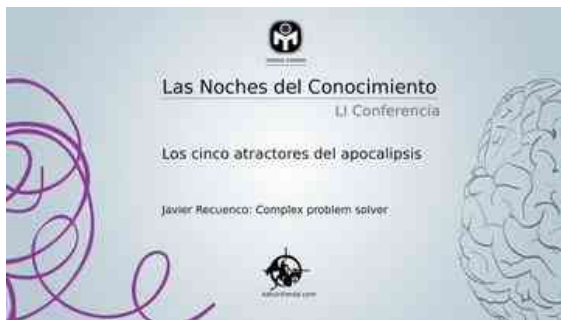 Las Noches del Conocimiento
LI Conferencia
Los cinco atractores del apocalipsis
Javier Recuenco: Complex problem solver